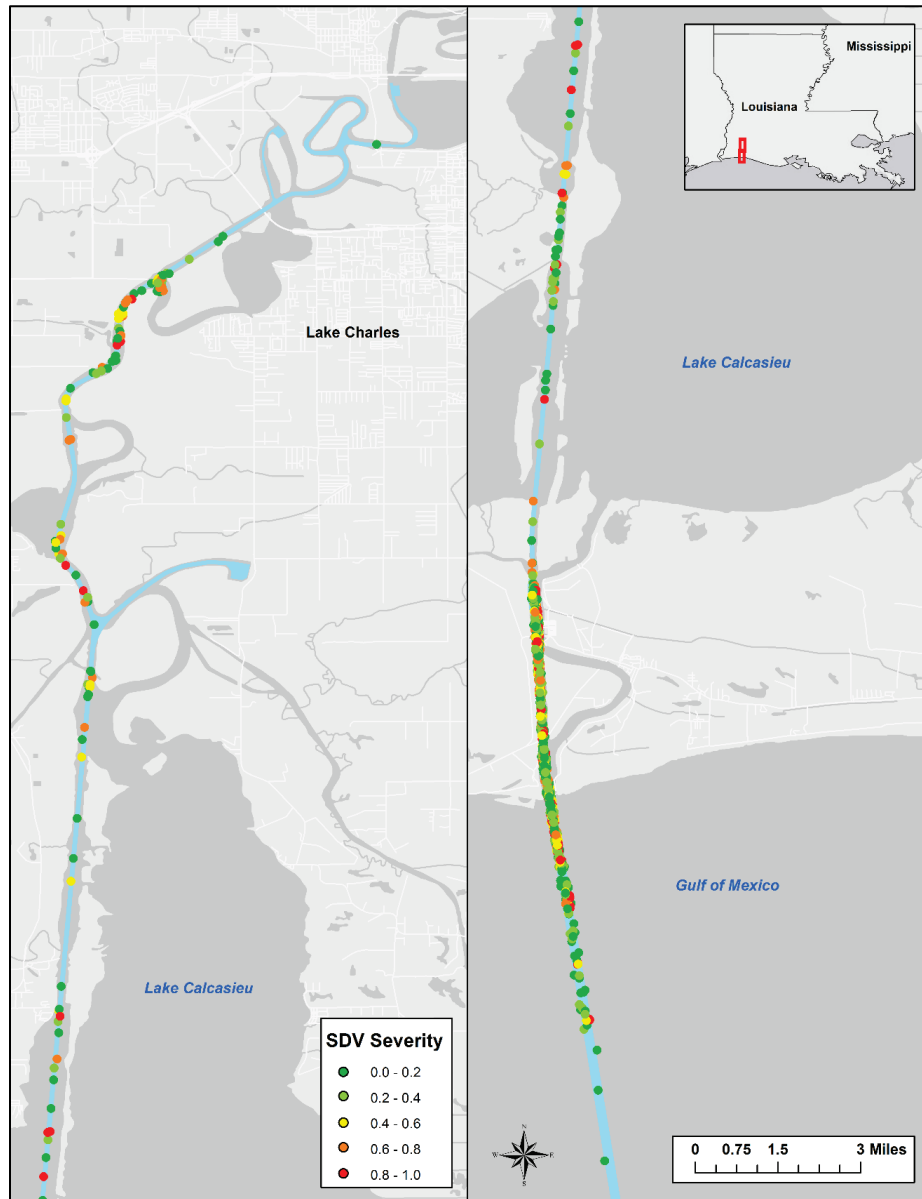 Lake Charles
Lake Calcasieu
SDV Severity
0.0 - 0.2
0.2 - 0.4
0.4 - 0.6
0.6 - 0.8
0.8 - 1.0
Mississippi
Louisiana
Lake Calcasieu
Gulf of Mexico
N
W E
S
0 0.75 1.5 3 Miles